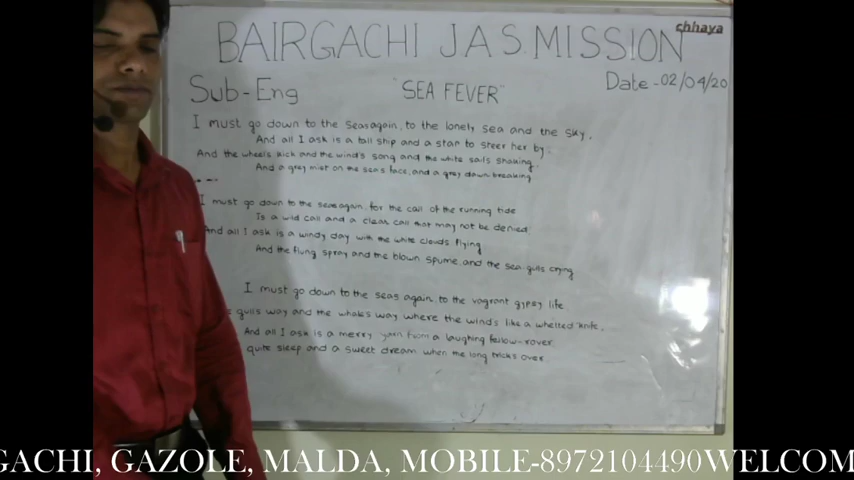 BAIRGACHI JAS MISSION
chhaya
Sub-Eng
"SEA FEVER"
Date-02/04/20
I must go down to the seas again, to the lonely sea and the sky,
And all I ask is a tall ship and a star to steer her by;
And the wheels kick and the wind's song and the white sails shaking
And a grey mist on the sea's face, and a grey dawn breaking
I must go down to the seas again, for the call of the running tide
Is a wild call and a clear call that may not be denied
And all I ask is a windy day with the white clouds flying
And the flung spray and the blown spume, and the sea-gulls crying
I must go down to the seas again, to the vagrant gypsy life
gulls way and the whales way where the winds like a whetted knife,
And all I ask is a merry yarn from a laughing fellow-rover
quite sleep and a sweet dream when the long tricks over
GACHI, GAZOLE, MALDA, MOBILE-8972104490WELCOM